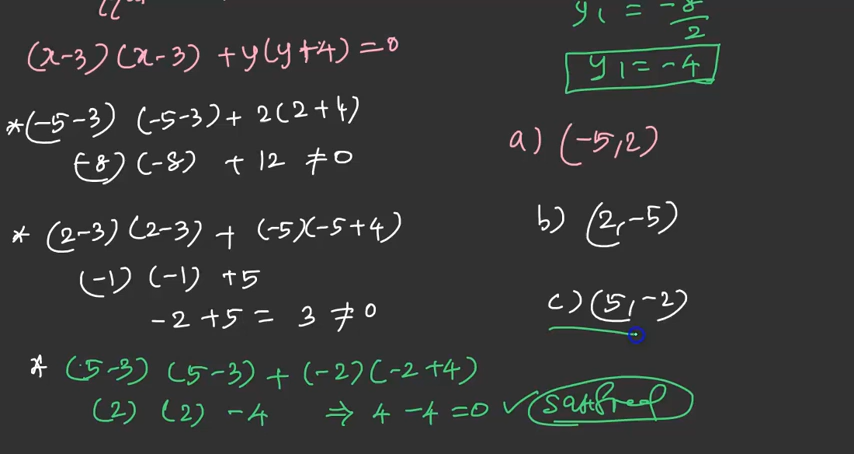 (x-3)(x-3) + y(y+4) = 0
* (-5-3) (-5-3) + 2(2+4)
(-8)(-8) + 12 ≠ 0
* (2-3)(2-3) + (-5)(-5+4)
(-1) (-1) + 5
-2 + 5 = 3 ≠ 0
* (5-3) (5-3) + (-2)(-2+4)
(2) (2) - 4 ⇒ 4 - 4 = 0 ✓ satisfied
y1 = -8/2
y1 = -4
a) (-5,2)
b) (2,-5)
c) (5,-2)